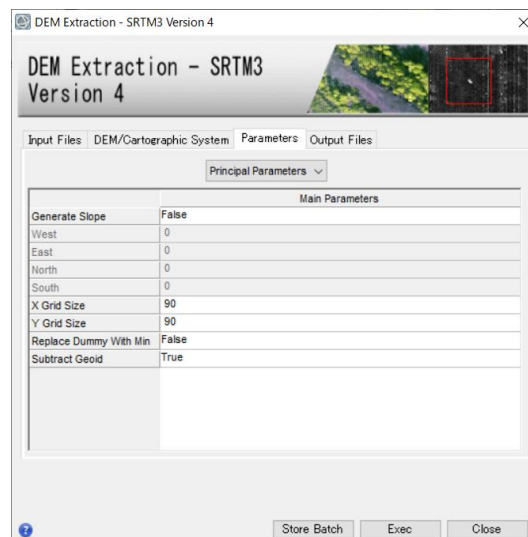 DEM Extraction - SRTM3 Version 4
DEM Extraction - SRTM3
Version 4
Input Files DEM/Cartographic System Parameters Output Files
Principal Parameters
Main Parameters
Generate Slope False
West 0
East 0
North 0
South 0
X Grid Size 90
Y Grid Size 90
Replace Dummy With Min False
Subtract Geoid True
Store Batch Exec Close